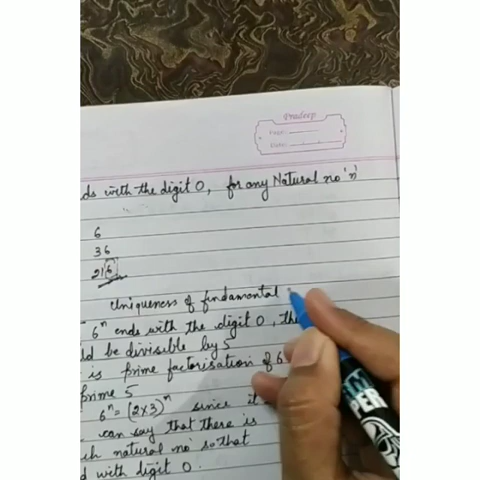 Pradeep
Page:
Date:
ds with the digit 0, for any Natural no 'n'
6
36
216
Uniqueness of fundamental
6ⁿ ends with the digit 0, the
ld be divisible by 5
is prime factorisation of 6
prime 5
6ⁿ = (2x3)ⁿ since it
can say that there is
ch natural no so that
d with digit 0.